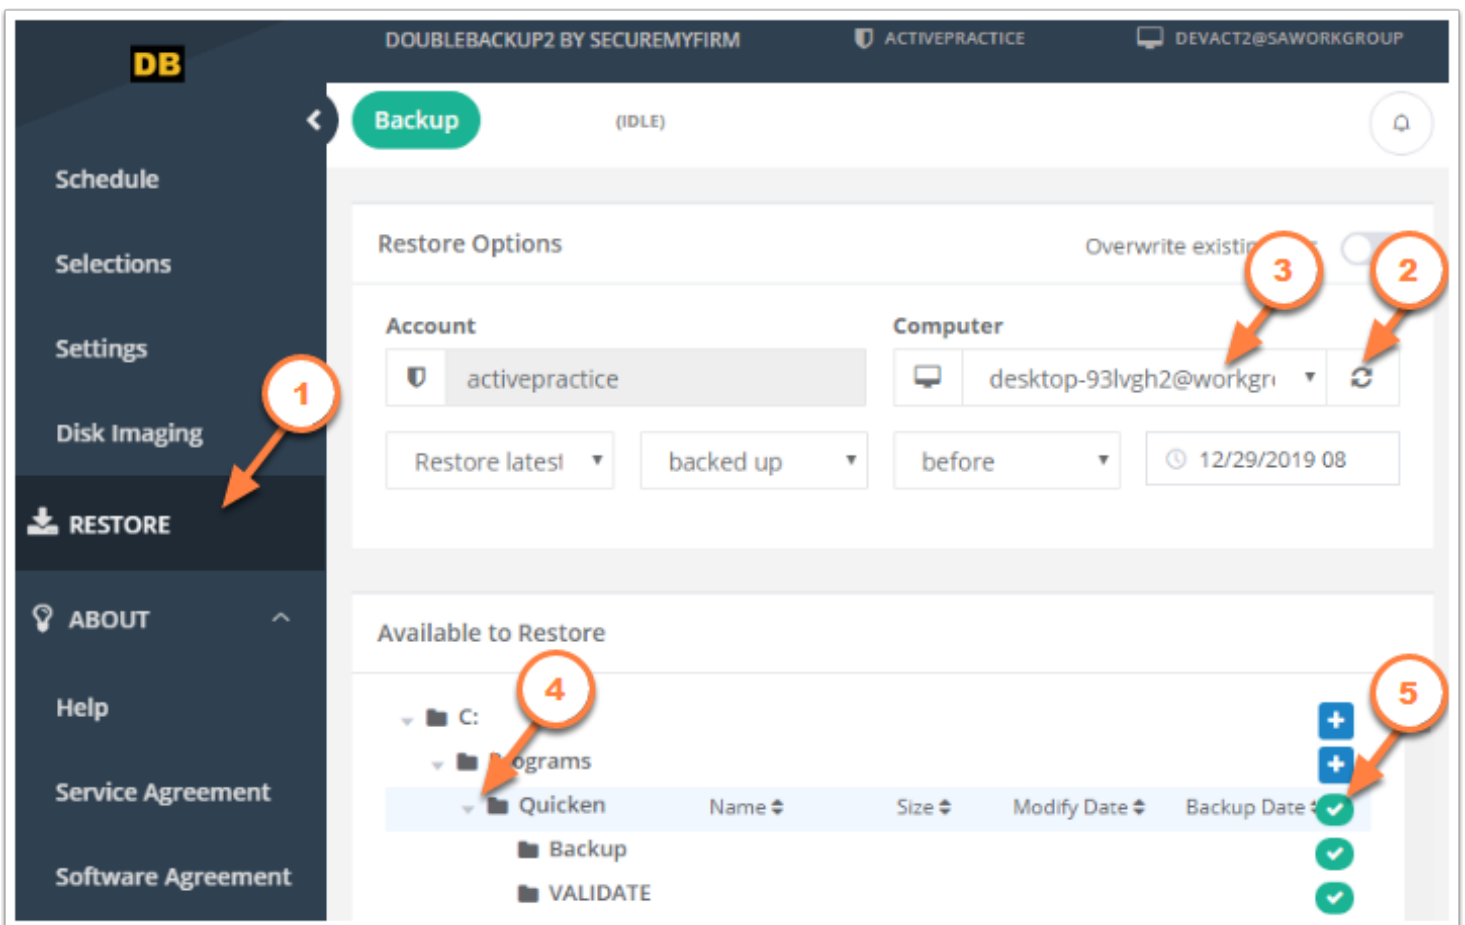 DB
DOUBLEBACKUP2 BY SECUREMYFIRM
ACTIVEPRACTICE
DEVACT2@SAWORKGROUP
Backup
(IDLE)
Schedule
Selections
Settings
Disk Imaging
RESTORE
ABOUT
Help
Service Agreement
Software Agreement
1
Restore Options
Overwrite
3
2
Account
Computer
activepractice
desktop-93lvgh2@workgr
Restore latest
backed up
before
12/29/2019 08
Available to Restore
4
5
C:
Programs
Quicken
Name
Size
Modify Date
Backup Date
Backup
VALIDATE